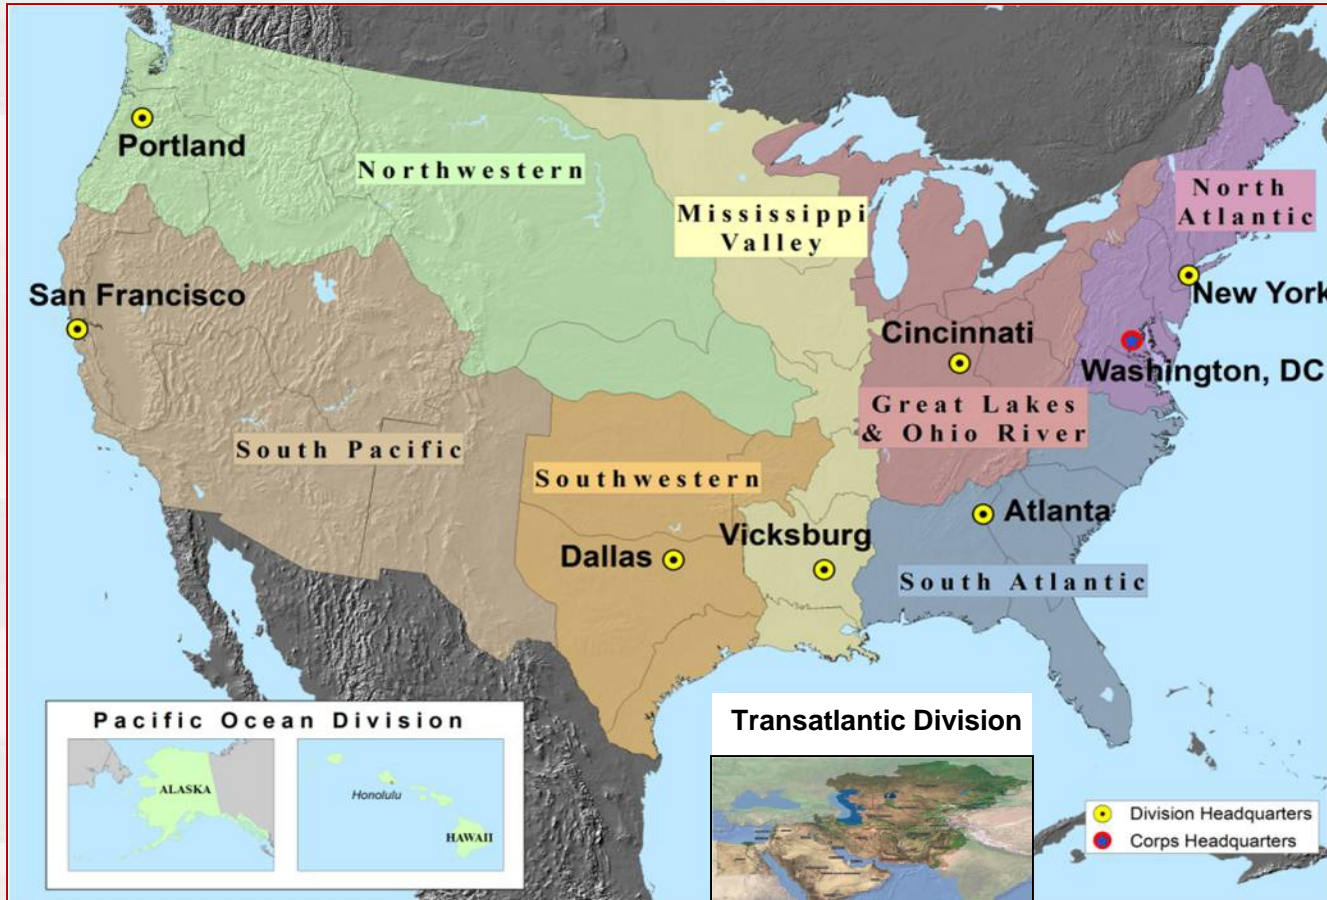 Portland
Northwestern
Mississippi
Valley
North
Atlantic
San Francisco
New York
Cincinnati
Washington, DC
Great Lakes
& Ohio River
South Pacific
Southwestern
Atlanta
Vicksburg
Dallas
South Atlantic
Pacific Ocean Division
ALASKA
Honolulu
HAWAII
Transatlantic Division
Division Headquarters
Corps Headquarters